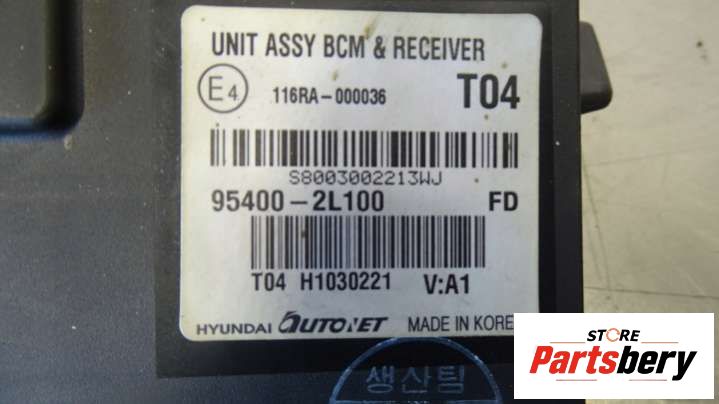 UNIT ASSY BCM & RECEIVER
E4 116RA-000036 T04
S8003002213WJ
95400-2L100 FD
T04 H1030221 V:A1
HYUNDAI AUTONET MADE IN KORE
생산팀
STORE
Partsbery